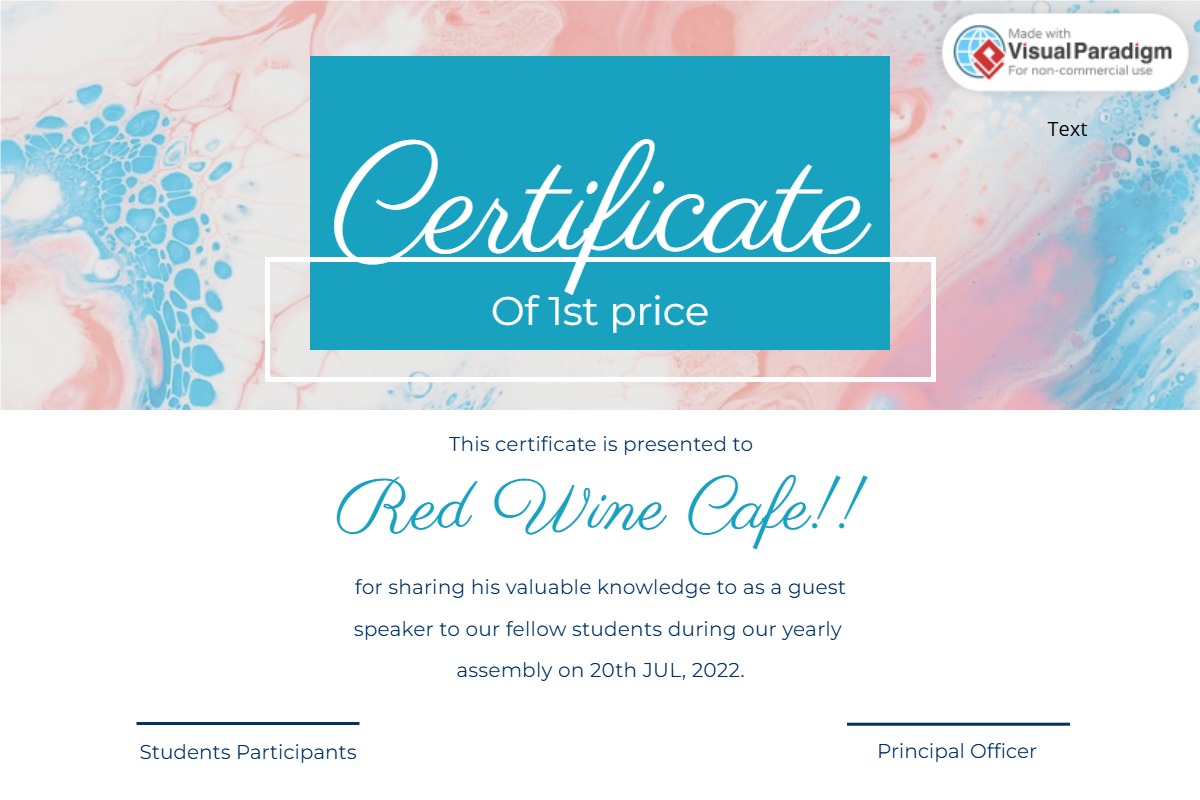 Made with
Visual Paradigm
For non-commercial use
Text
Certificate
Of 1st price
This certificate is presented to
Red Wine Cafe!!
for sharing his valuable knowledge to as a guest
speaker to our fellow students during our yearly
assembly on 20th JUL, 2022.
Students Participants
Principal Officer